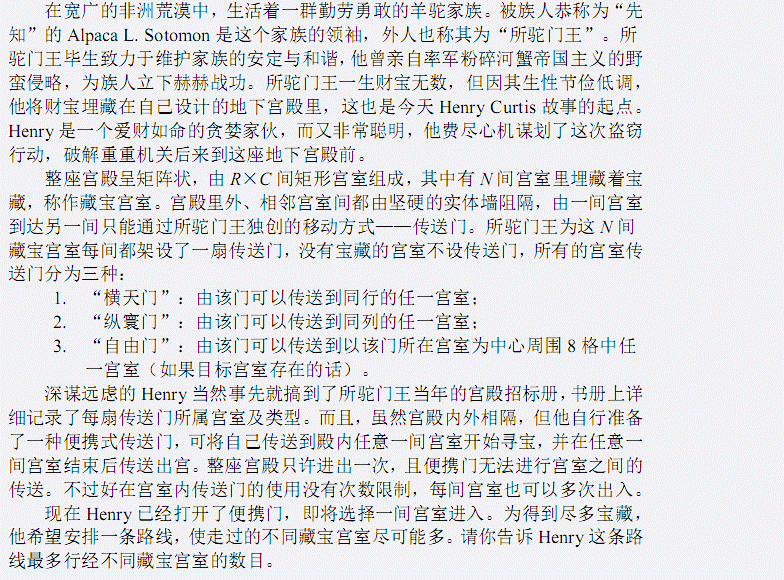 在宽广的非洲荒漠中，生活着一群勤劳勇敢的羊驼家族。被族人恭称为“先
知”的 Alpaca L. Sotomon 是这个家族的领袖，外人也称其为“所驼门王”。所
驼门王毕生致力于维护家族的安定与和谐，他曾亲自率军粉碎河蟹帝国主义的野
蛮侵略，为族人立下赫赫战功。所驼门王一生财宝无数，但因其生性节俭低调，
他将财宝埋藏在自己设计的地下宫殿里，这也是今天 Henry Curtis 故事的起点。
Henry 是一个爱财如命的贪婪家伙，而又非常聪明，他费尽心机谋划了这次盗窃
行动，破解重重机关后来到这座地下宫殿前。
整座宫殿呈矩阵状，由 R×C 间矩形宫室组成，其中有 N 间宫室里埋藏着宝
藏，称作藏宝宫室。宫殿里外、相邻宫室间都由坚硬的实体墙阻隔，由一间宫室
到达另一间只能通过所驼门王独创的移动方式——传送门。所驼门王为这 N 间
藏宝宫室每间都架设了一扇传送门，没有宝藏的宫室不设传送门，所有的宫室传
送门分为三种：
1. “横天门”：由该门可以传送到同行的任一宫室；
2. “纵寰门”：由该门可以传送到同列的任一宫室；
3. “自由门”：由该门可以传送到以该门所在宫室为中心周围 8 格中任
一宫室（如果目标宫室存在的话）。
深谋远虑的 Henry 当然事先就搞到了所驼门王当年的宫殿招标册，书册上详
细记录了每扇传送门所属宫室及类型。而且，虽然宫殿内外相隔，但他自行准备
了一种便携式传送门，可将自己传送到殿内任意一间宫室开始寻宝，并在任意一
间宫室结束后传送出宫。整座宫殿只许进出一次，且便携门无法进行宫室之间的
传送。不过好在宫室内传送门的使用没有次数限制，每间宫室也可以多次出入。
现在 Henry 已经打开了便携门，即将选择一间宫室进入。为得到尽多宝藏，
他希望安排一条路线，使走过的不同藏宝宫室尽可能多。请你告诉 Henry 这条路
线最多行经不同藏宝宫室的数目。